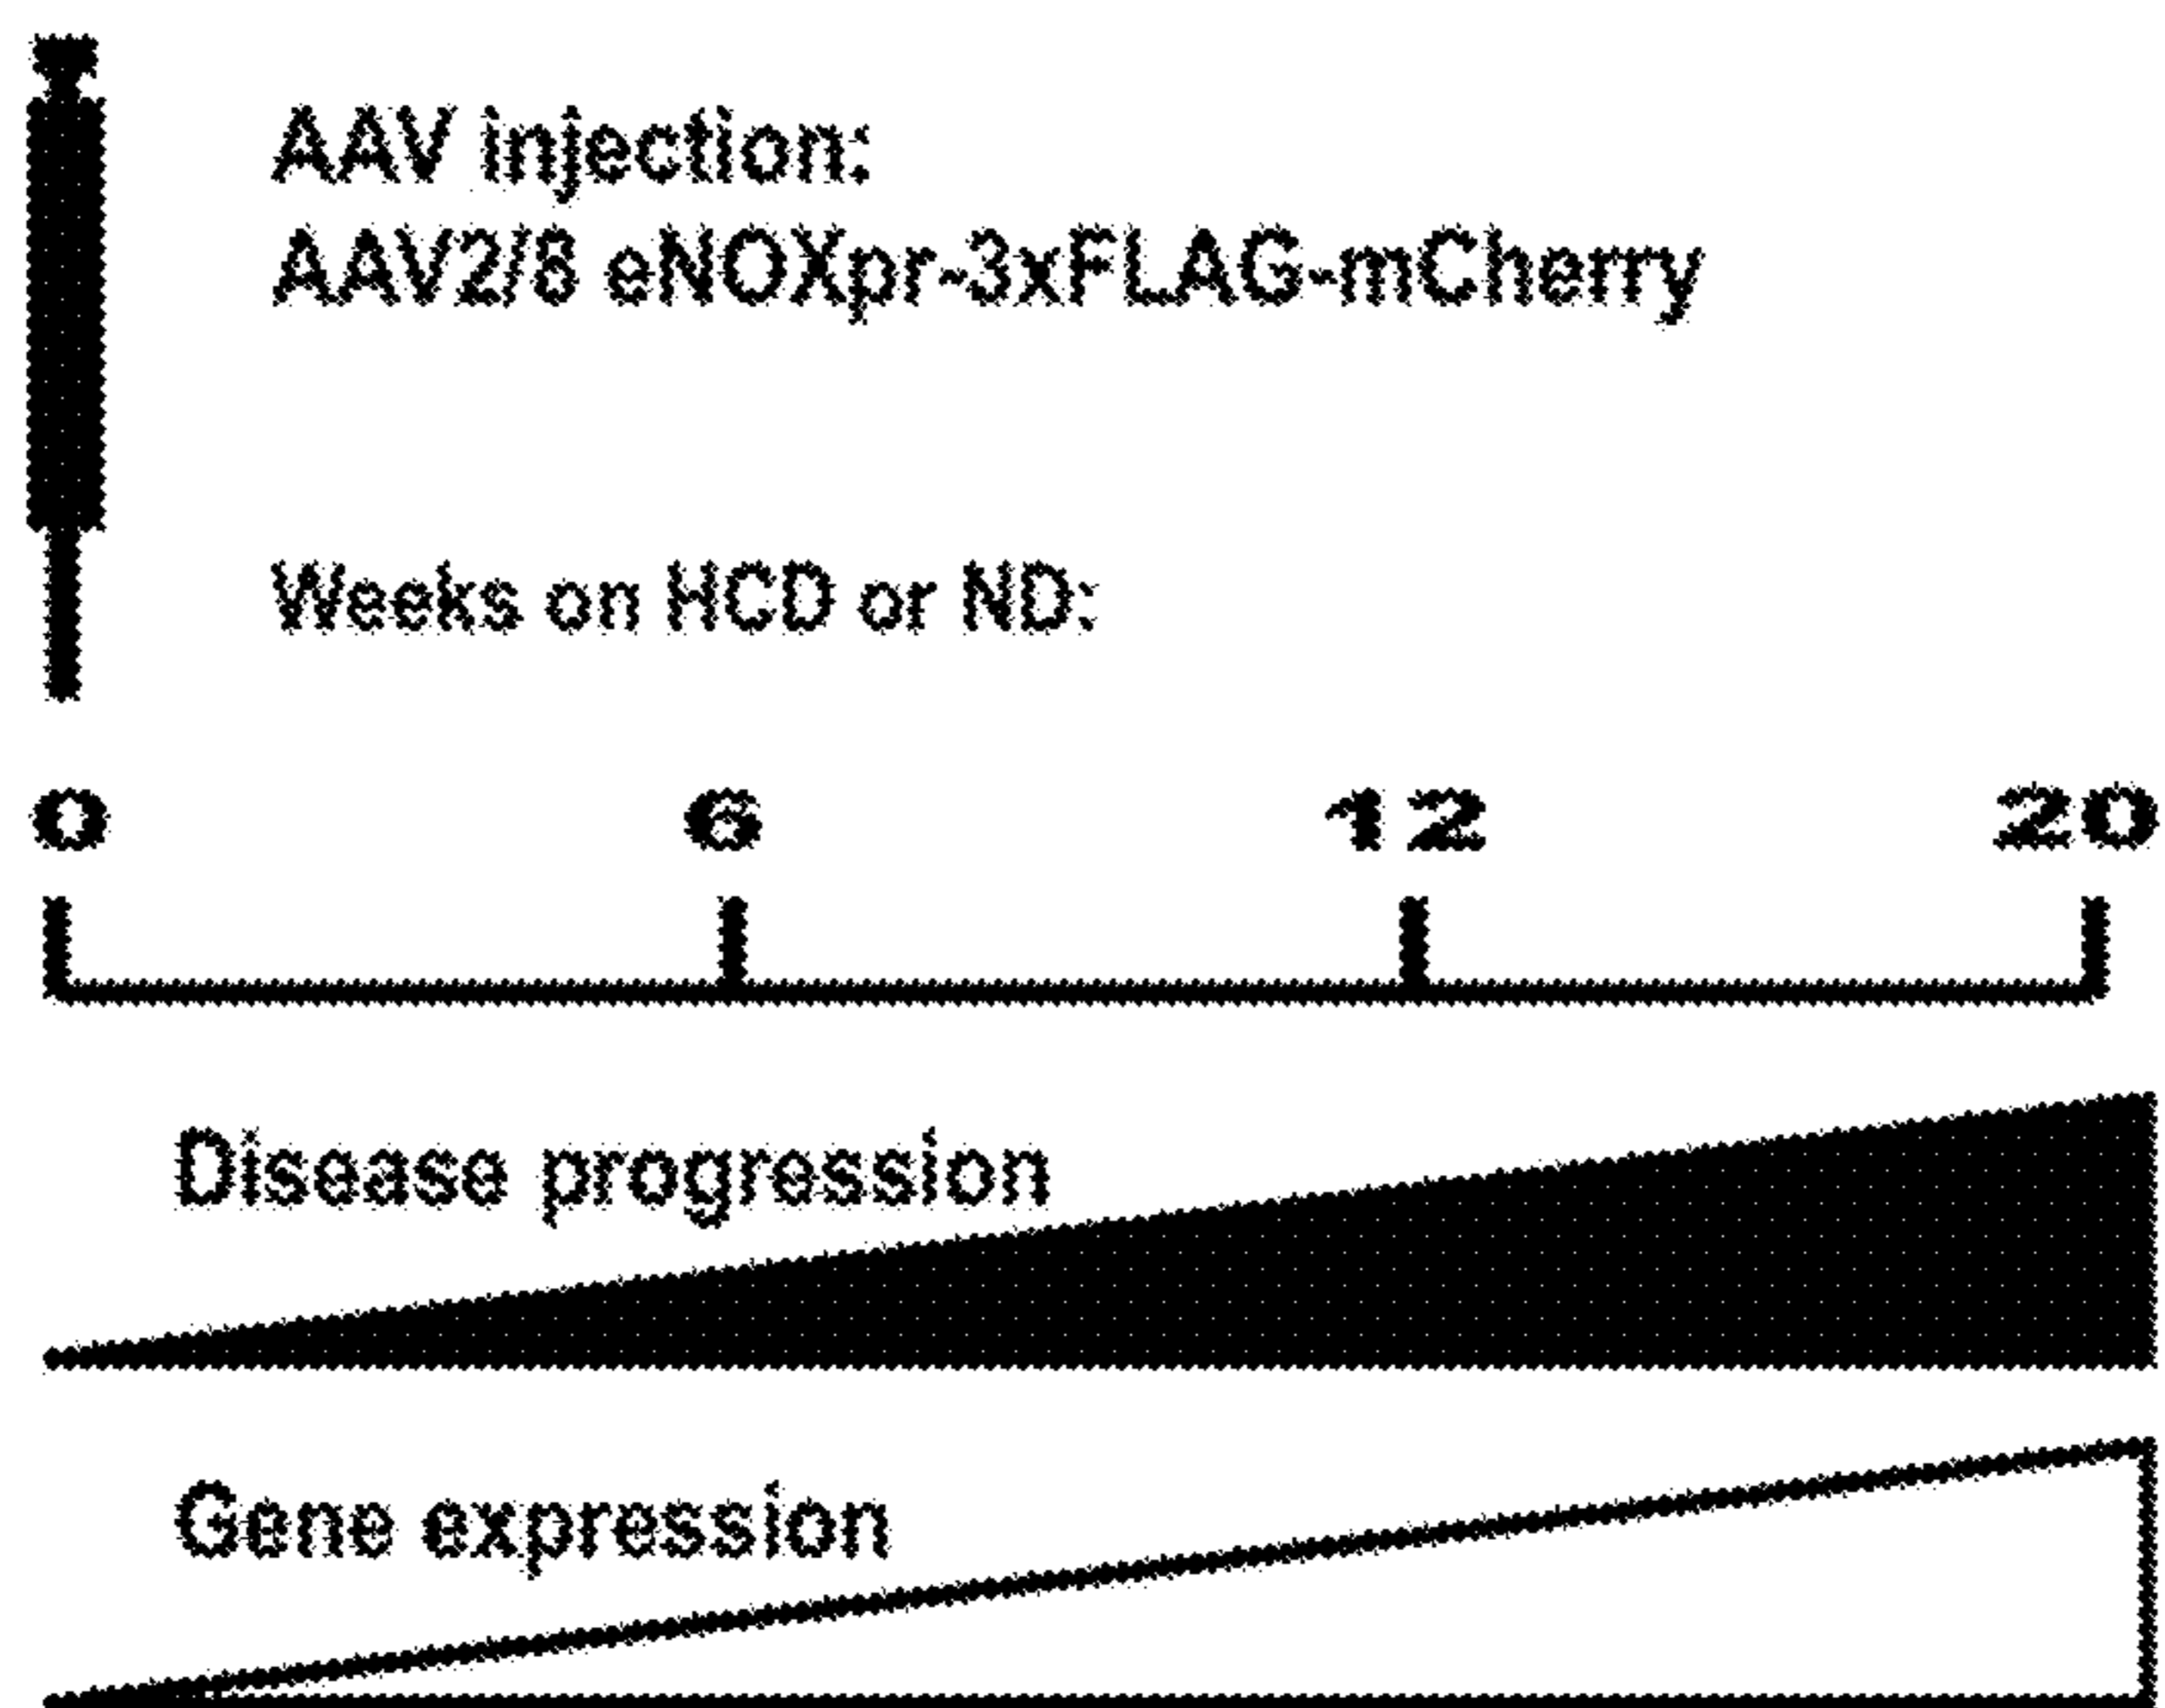 AAV injection:
AAV2/8 eNOXpr-3xFLAG-mCherry
Weeks on HCD or ND:
0 6 12 20
Disease progression
Gene expression